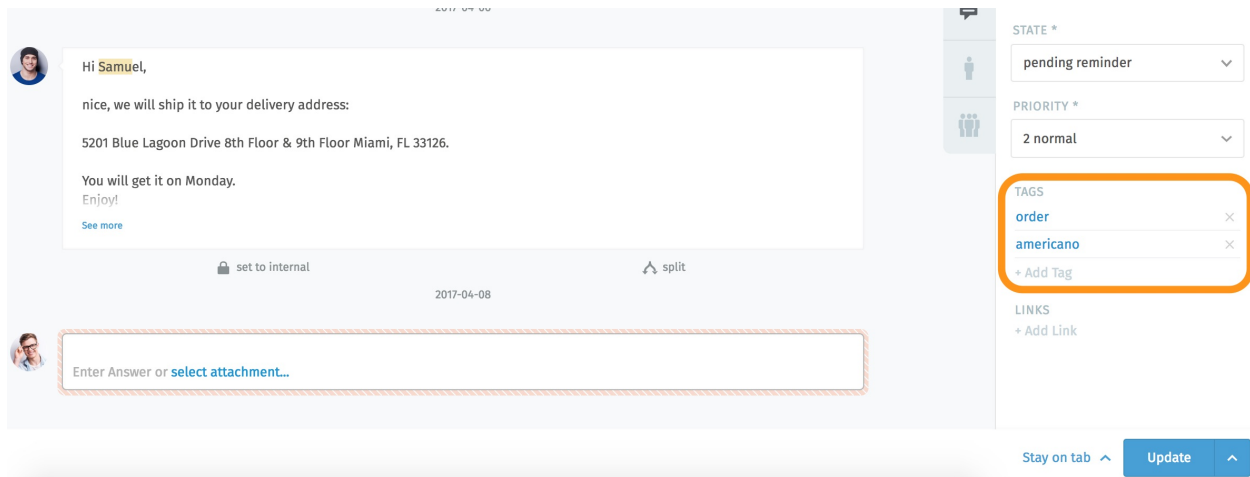 Hi Samuel,
nice, we will ship it to your delivery address:
5201 Blue Lagoon Drive 8th Floor & 9th Floor Miami, FL 33126.
You will get it on Monday.
Enjoy!
See more
set to internal
split
2017-04-08
Enter Answer or select attachment...
STATE *
pending reminder
PRIORITY *
2 normal
TAGS
order
americano
+ Add Tag
LINKS
+ Add Link
Stay on tab
Update